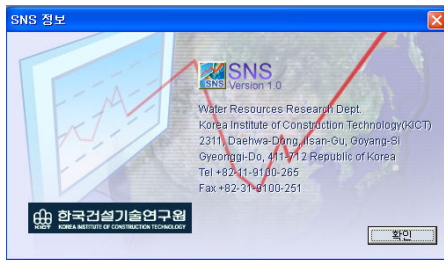 SNS 정보
SNS
SNS
Version 1.0
Water Resources Research Dept.
Korea Institute of Construction Technology(KICT)
2311, Daehwa-Dong, Ilsan-Gu, Goyang-Si
Gyeonggi-Do, 411-712 Republic of Korea
Tel +82-11-9100-265
Fax +82-31-9100-251
KICT
한국건설기술연구원
KOREA INSTITUTE OF CONSTRUCTION TECHNOLOGY
확인